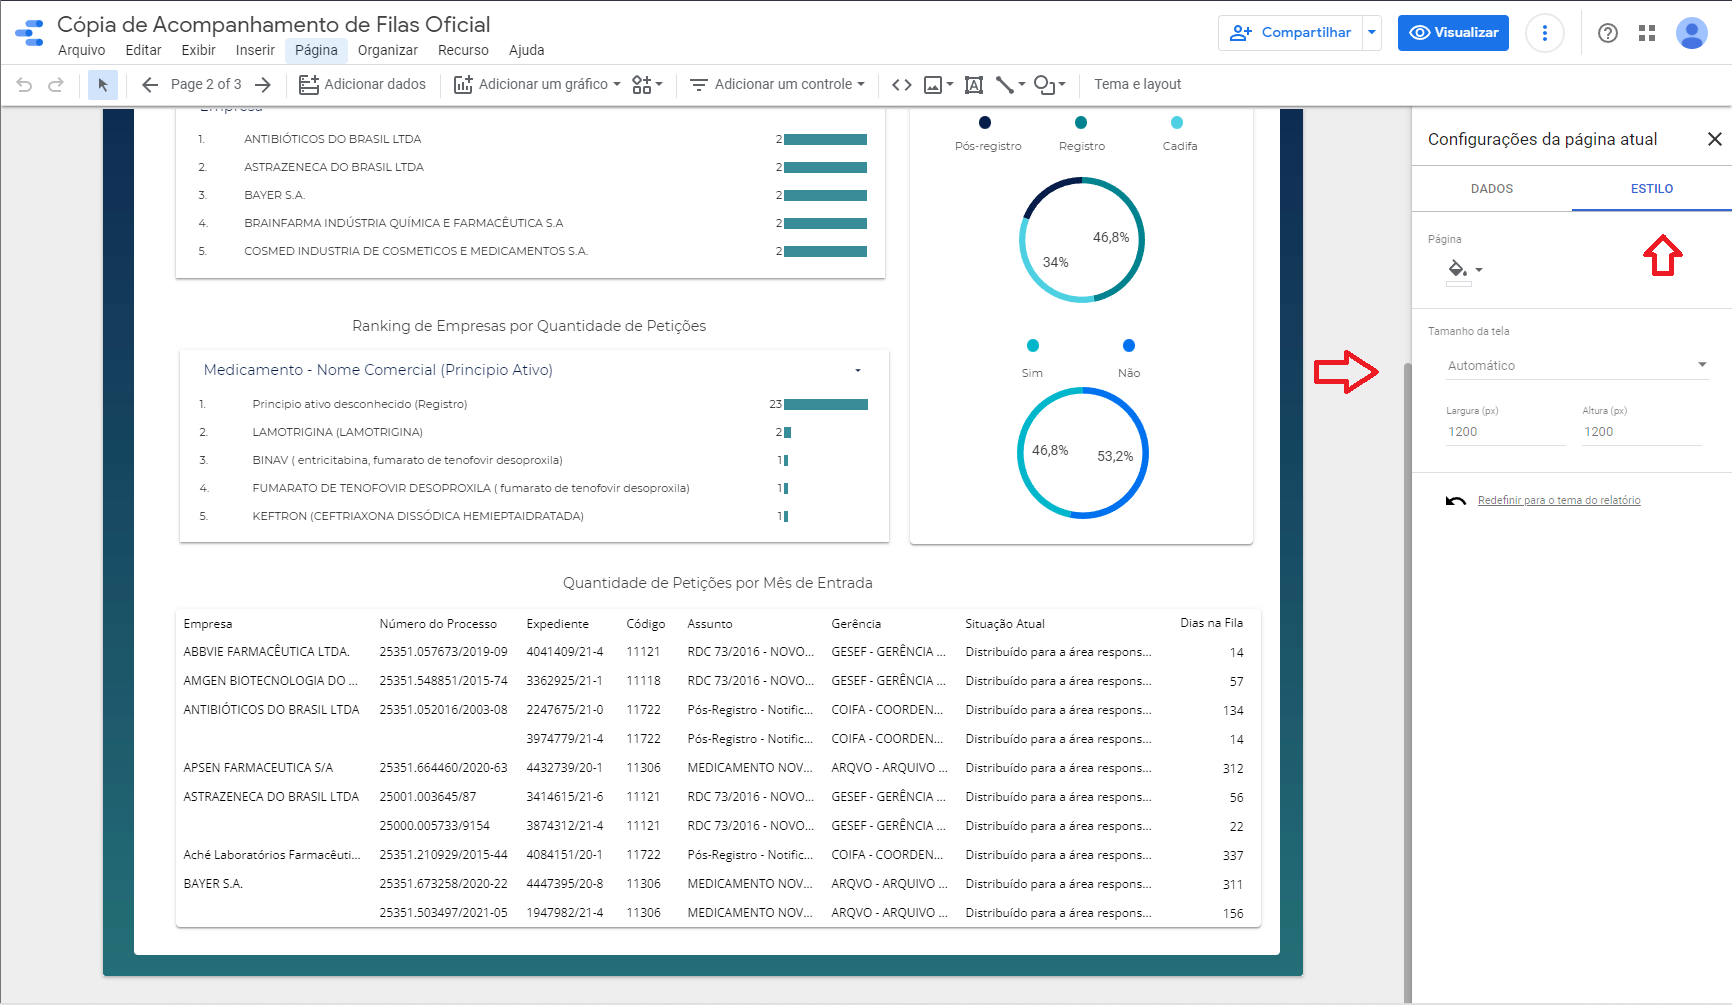 Cópia de Acompanhamento de Filas Oficial
Arquivo Editar Exibir Inserir Página Organizar Recurso Ajuda
Compartilhar
Visualizar
Page 2 of 3
Adicionar dados
Adicionar um gráfico
Adicionar um controle
Tema e layout
Empresa
1. ANTIBIÓTICOS DO BRASIL LTDA 2
2. ASTRAZENECA DO BRASIL LTDA 2
3. BAYER S.A. 2
4. BRAINFARMA INDÚSTRIA QUÍMICA E FARMACÊUTICA S.A 2
5. COSMED INDUSTRIA DE COSMETICOS E MEDICAMENTOS S.A. 2
Pós-registro Registro Cadifa
46,8%
34%
Ranking de Empresas por Quantidade de Petições
Medicamento - Nome Comercial (Principio Ativo)
1. Principio ativo desconhecido (Registro) 23
2. LAMOTRIGINA (LAMOTRIGINA) 2
3. BINAV ( entricitabina, fumarato de tenofovir desoproxila) 1
4. FUMARATO DE TENOFOVIR DESOPROXILA ( fumarato de tenofovir desoproxila) 1
5. KEFTRON (CEFTRIAXONA DISSÓDICA HEMIEPTAIDRATADA) 1
Sim Não
46,8% 53,2%
Quantidade de Petições por Mês de Entrada
Empresa Número do Processo Expediente Código Assunto Gerência Situação Atual Dias na Fila
ABBVIE FARMACÊUTICA LTDA. 25351.057673/2019-09 4041409/21-4 11121 RDC 73/2016 - NOVO... GESEF - GERÊNCIA ... Distribuído para a área respons... 14
AMGEN BIOTECNOLOGIA DO ... 25351.548851/2015-74 3362925/21-1 11118 RDC 73/2016 - NOVO... GESEF - GERÊNCIA ... Distribuído para a área respons... 57
ANTIBIÓTICOS DO BRASIL LTDA 25351.052016/2003-08 2247675/21-0 11722 Pós-Registro - Notific... COIFA - COORDEN... Distribuído para a área respons... 134
3974779/21-4 11722 Pós-Registro - Notific... COIFA - COORDEN... Distribuído para a área respons... 14
APSEN FARMACEUTICA S/A 25351.664460/2020-63 4432739/20-1 11306 MEDICAMENTO NOV... ARQVO - ARQUIVO ... Distribuído para a área respons... 312
ASTRAZENECA DO BRASIL LTDA 25001.003645/87 3414615/21-6 11121 RDC 73/2016 - NOVO... GESEF - GERÊNCIA ... Distribuído para a área respons... 56
25000.005733/9154 3874312/21-4 11121 RDC 73/2016 - NOVO... GESEF - GERÊNCIA ... Distribuído para a área respons... 22
Aché Laboratórios Farmacêuti... 25351.210929/2015-44 4084151/20-1 11722 Pós-Registro - Notific... COIFA - COORDEN... Distribuído para a área respons... 337
BAYER S.A. 25351.673258/2020-22 4447395/20-8 11306 MEDICAMENTO NOV... ARQVO - ARQUIVO ... Distribuído para a área respons... 311
25351.503497/2021-05 1947982/21-4 11306 MEDICAMENTO NOV... ARQVO - ARQUIVO ... Distribuído para a área respons... 156
Configurações da página atual
DADOS ESTILO
Página
Tamanho da tela
Automático
Largura (px) Altura (px)
1200 1200
Redefinir para o tema do relatório